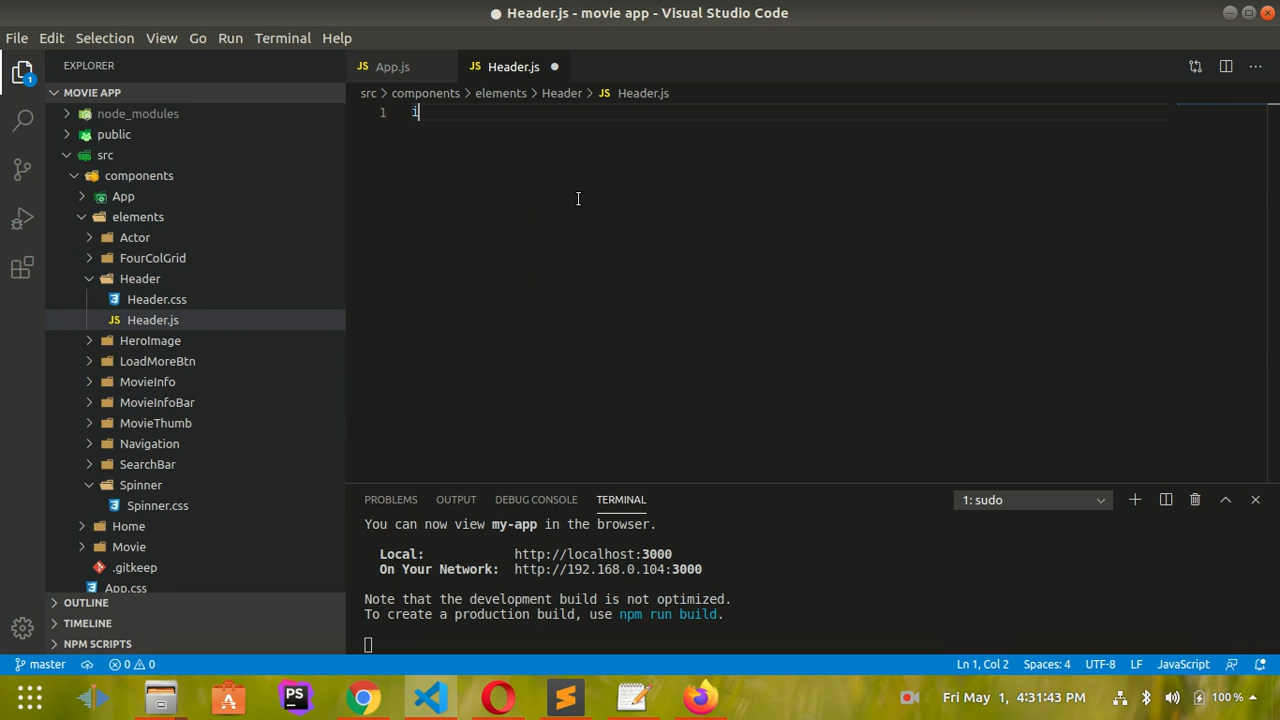 ● Header.js - movie app - Visual Studio Code
File Edit Selection View Go Run Terminal Help
EXPLORER
JS App.js
JS Header.js ●
MOVIE APP
src > components > elements > Header > JS Header.js
node_modules
public
src
components
App
elements
Actor
FourColGrid
Header
Header.css
JS Header.js
HeroImage
LoadMoreBtn
MovieInfo
MovieInfoBar
MovieThumb
Navigation
SearchBar
Spinner
Spinner.css
Home
Movie
.gitkeep
App.css
OUTLINE
TIMELINE
NPM SCRIPTS
1 i
PROBLEMS OUTPUT DEBUG CONSOLE TERMINAL 1: sudo
You can now view my-app in the browser.
Local: http://localhost:3000
On Your Network: http://192.168.0.104:3000
Note that the development build is not optimized.
To create a production build, use npm run build.
1
master 0 0 Ln 1, Col 2 Spaces: 4 UTF-8 LF JavaScript
PS Fri May 1, 4:31:43 PM 100 %